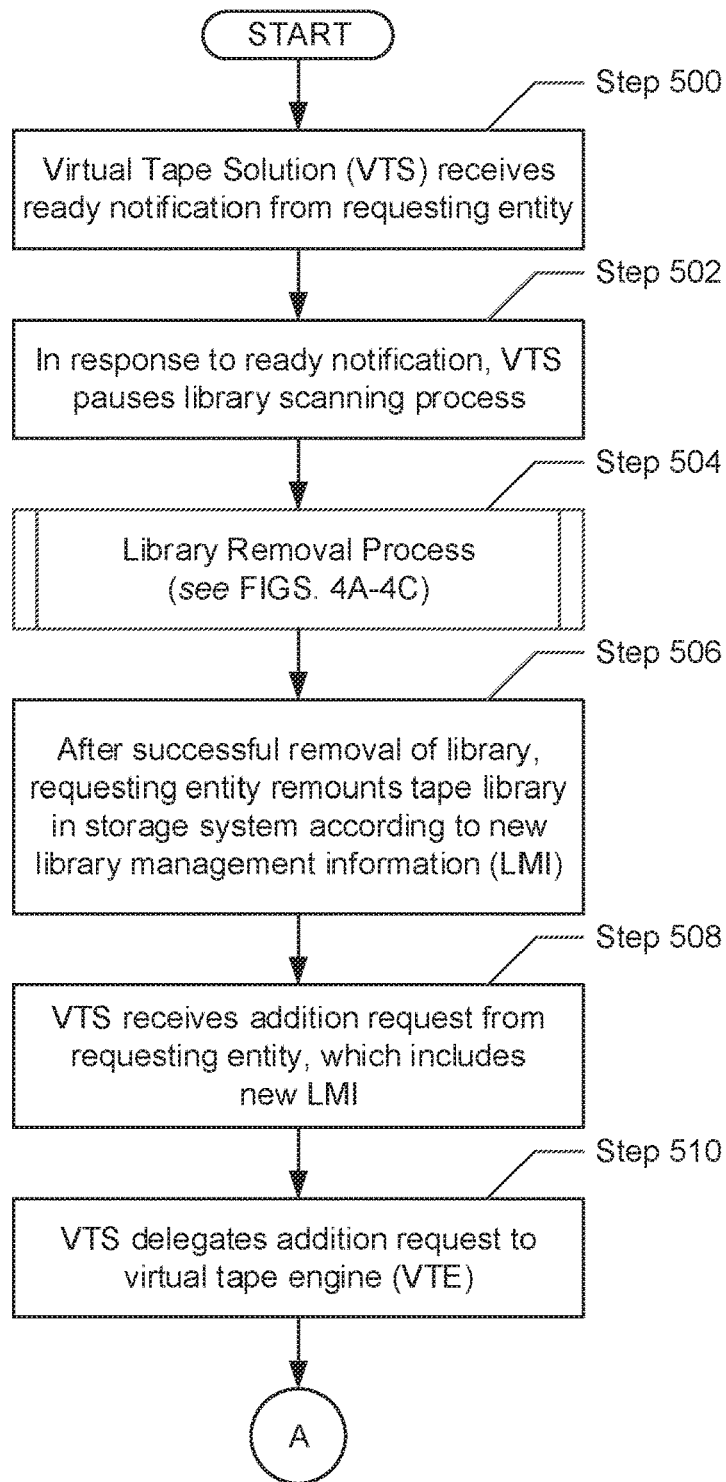 START
Step 500
Virtual Tape Solution (VTS) receives
ready notification from requesting entity
Step 502
In response to ready notification, VTS
pauses library scanning process
Step 504
Library Removal Process
(see FIGS. 4A-4C)
Step 506
After successful removal of library,
requesting entity remounts tape library
in storage system according to new
library management information (LMI)
Step 508
VTS receives addition request from
requesting entity, which includes
new LMI
Step 510
VTS delegates addition request to
virtual tape engine (VTE)
A